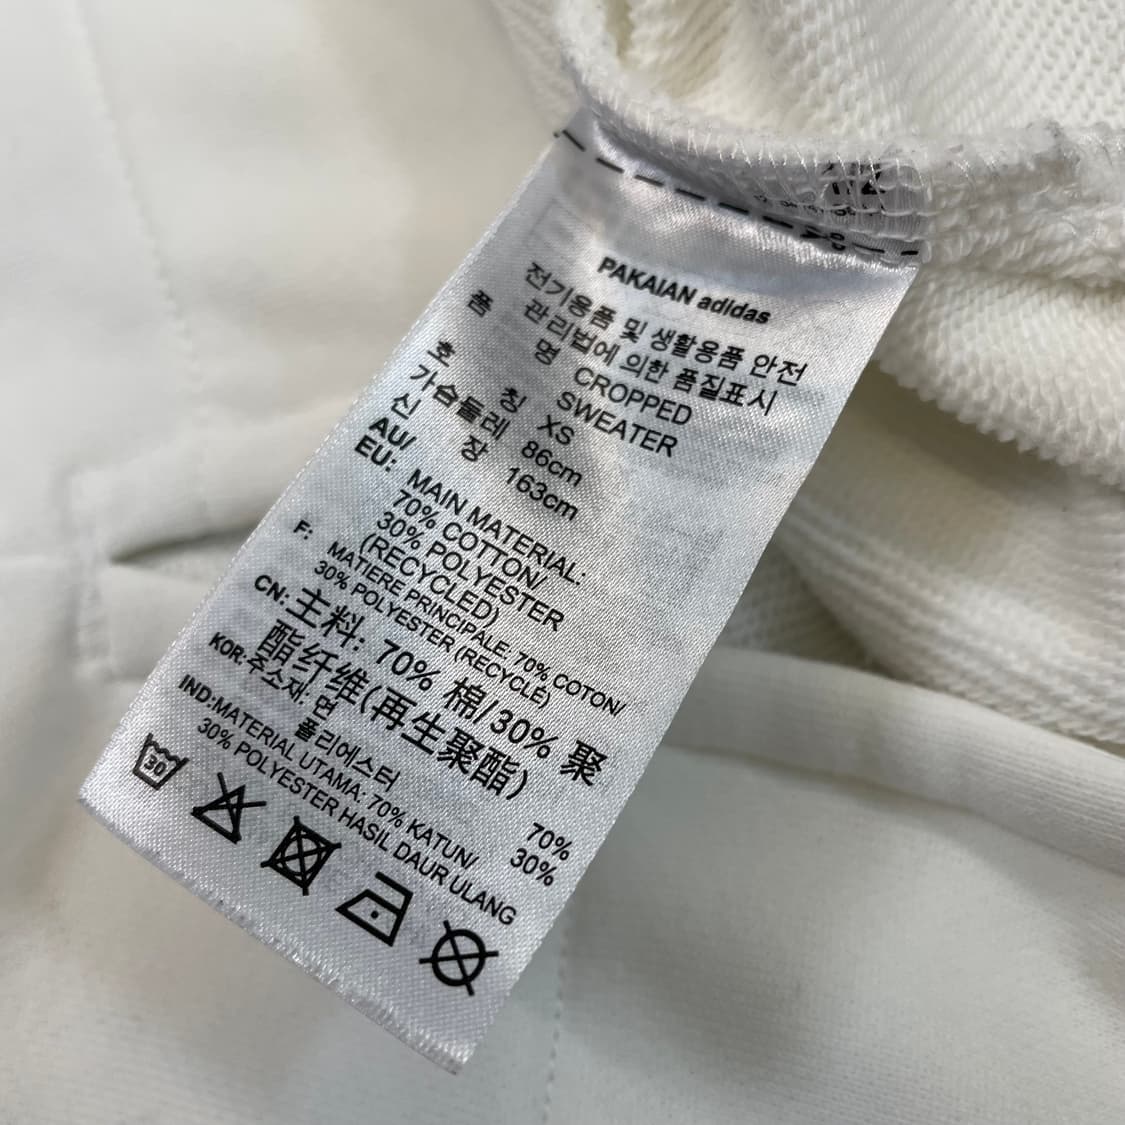 PAKAIAN adidas
전기용품 및 생활용품 안전
관리법에 의한 품질표시
품 명 CROPPED
SWEATER
호 칭 XS
가슴둘레 86cm
신 장 163cm
AU/
EU: MAIN MATERIAL:
70% COTTON/
30% POLYESTER
(RECYCLED)
F: MATIERE PRINCIPALE, 70% COTON/
30% POLYESTER (RECYCLÉ)
CN:主料: 70% 棉/30% 聚
酯纤维(再生聚酯)
KOR:주소재: 면 70%
폴리에스터 30%
IND:MATERIAL UTAMA: 70% KATUN/
30% POLYESTER HASIL DAUR ULANG
30